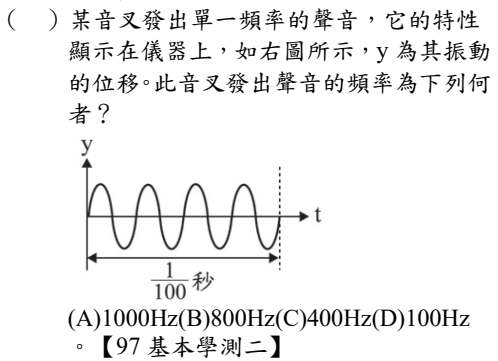 (　) 某音叉發出單一頻率的聲音，它的特性
顯示在儀器上，如右圖所示，y 為其振動
的位移。此音叉發出聲音的頻率為下列何
者？
y
t
1/100 秒
(A)1000Hz(B)800Hz(C)400Hz(D)100Hz
。【97 基本學測二】